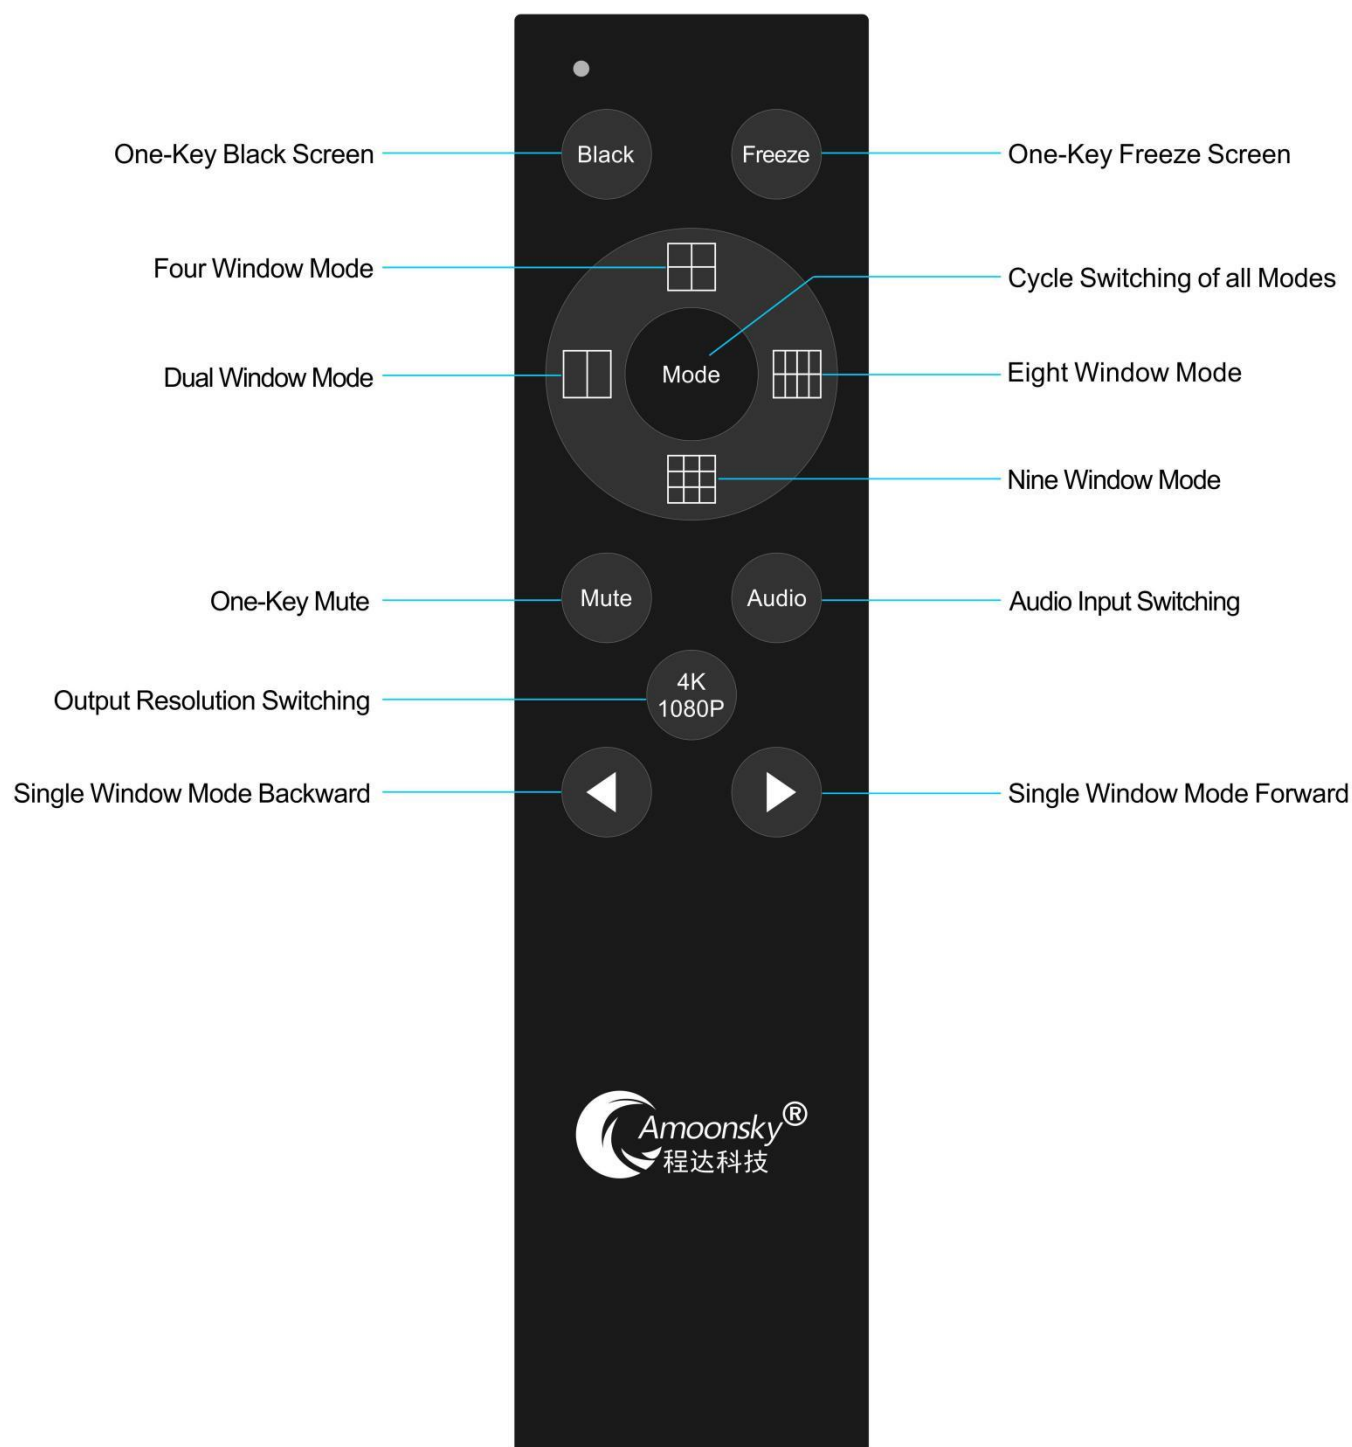 One-Key Black Screen
Black
Freeze
One-Key Freeze Screen
Four Window Mode
Cycle Switching of all Modes
Dual Window Mode
Mode
Eight Window Mode
Nine Window Mode
One-Key Mute
Mute
Audio
Audio Input Switching
Output Resolution Switching
4K
1080P
Single Window Mode Backward
Single Window Mode Forward
Amoonsky®
程达科技